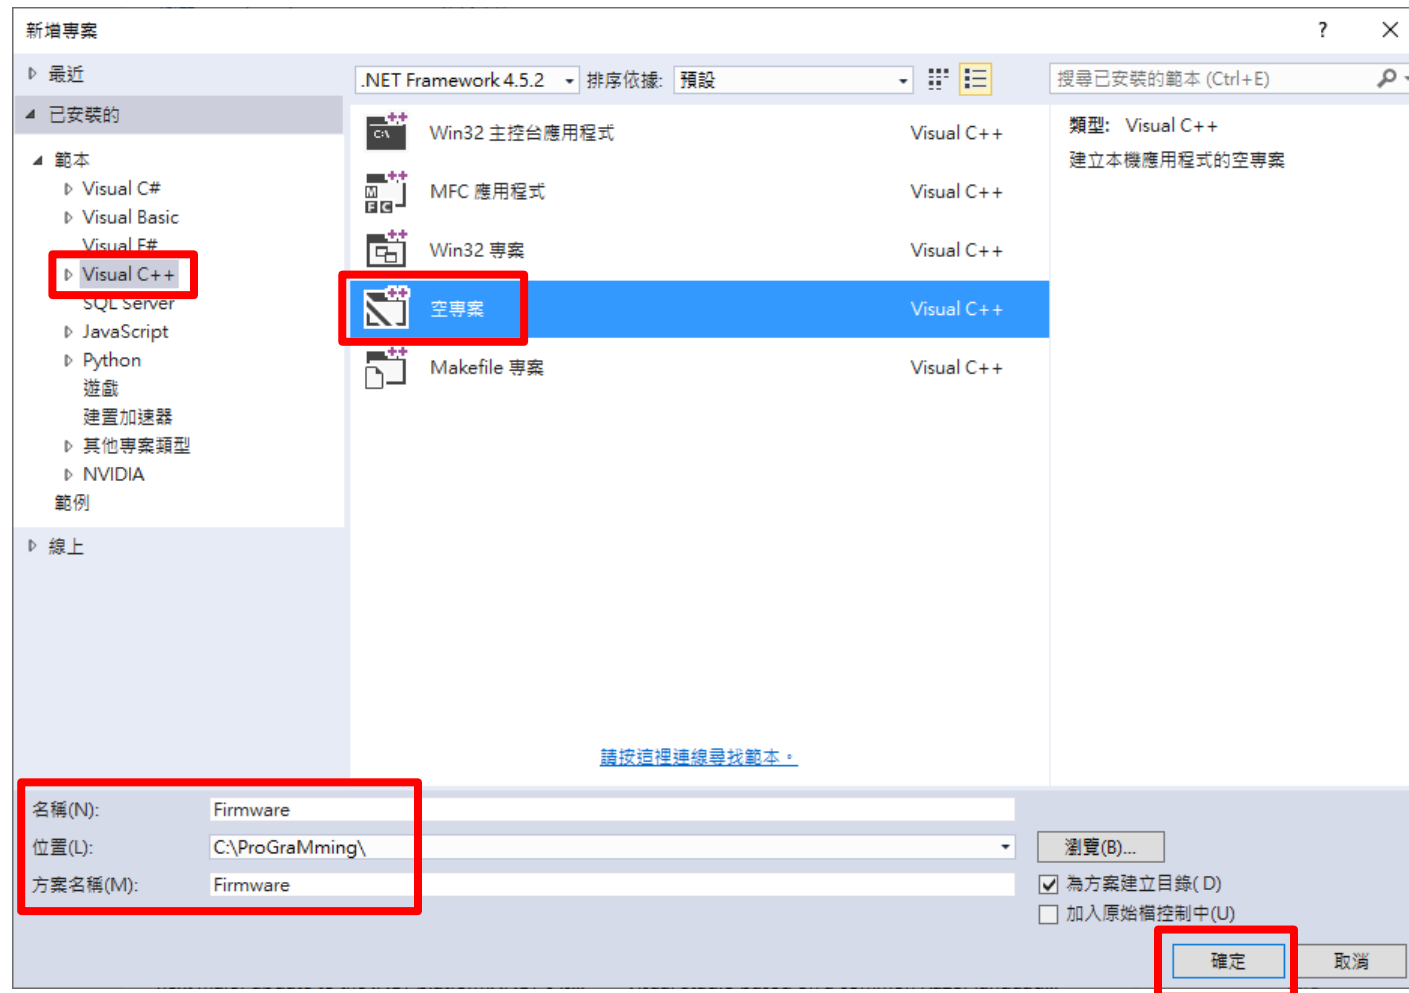 新增專案
?
最近
.NET Framework 4.5.2
排序依據:
預設
搜尋已安裝的範本 (Ctrl+E)
已安裝的
範本
Visual C#
Visual Basic
Visual F#
Visual C++
SQL Server
JavaScript
Python
遊戲
建置加速器
其他專案類型
NVIDIA
範例
線上
Win32 主控台應用程式
Visual C++
MFC 應用程式
Visual C++
Win32 專案
Visual C++
空專案
Visual C++
Makefile 專案
Visual C++
請按這裡連線尋找範本。
類型: Visual C++
建立本機應用程式的空專案
名稱(N):
Firmware
位置(L):
C:\ProGraMming\
瀏覽(B)...
方案名稱(M):
Firmware
為方案建立目錄(D)
加入原始檔控制中(U)
確定
取消